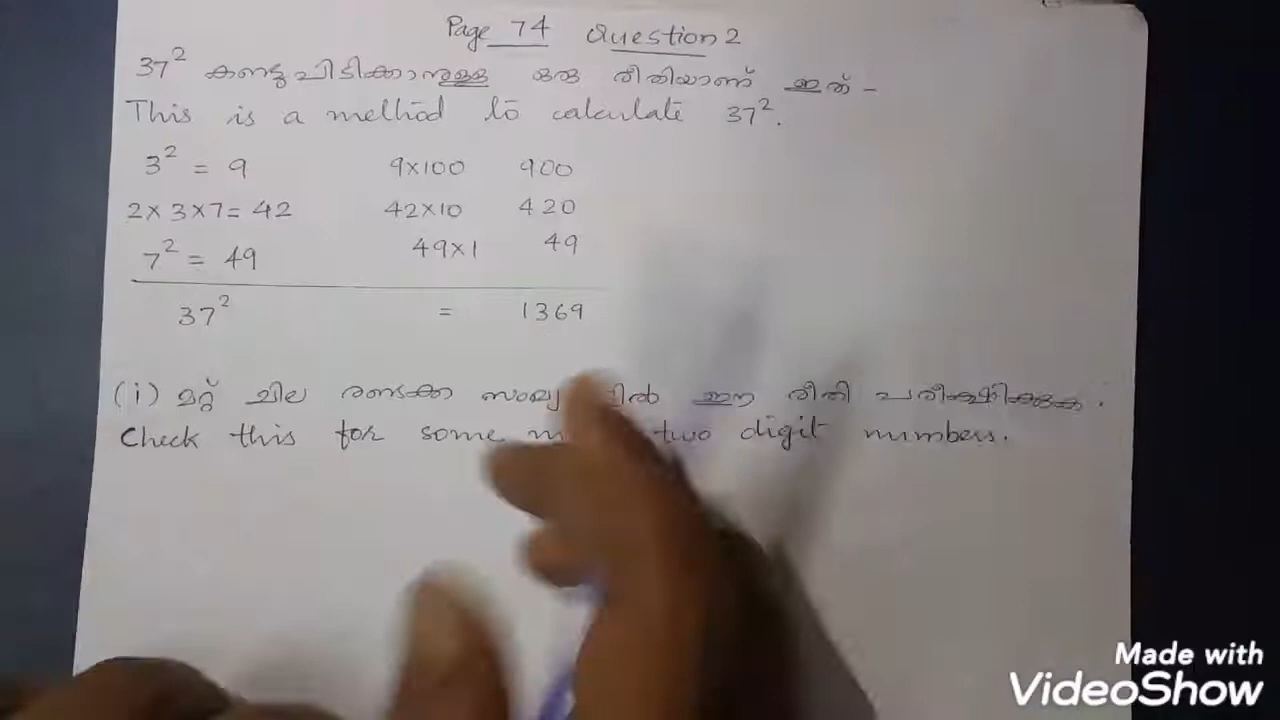 Page 74 Question 2
37² കണ്ടുപിടിക്കാനുള്ള ഒരു രീതിയാണ് ഇത് -
This is a method to calculate 37².
3² = 9 9×100 900
2×3×7= 42 42×10 420
7² = 49 49×1 49
37² = 1369
(i) മറ്റ് ചില രണ്ടക്ക ഈ രീതി പരീക്ഷിക്കുക.
Check this for some two digit numbers.
Made with
VideoShow